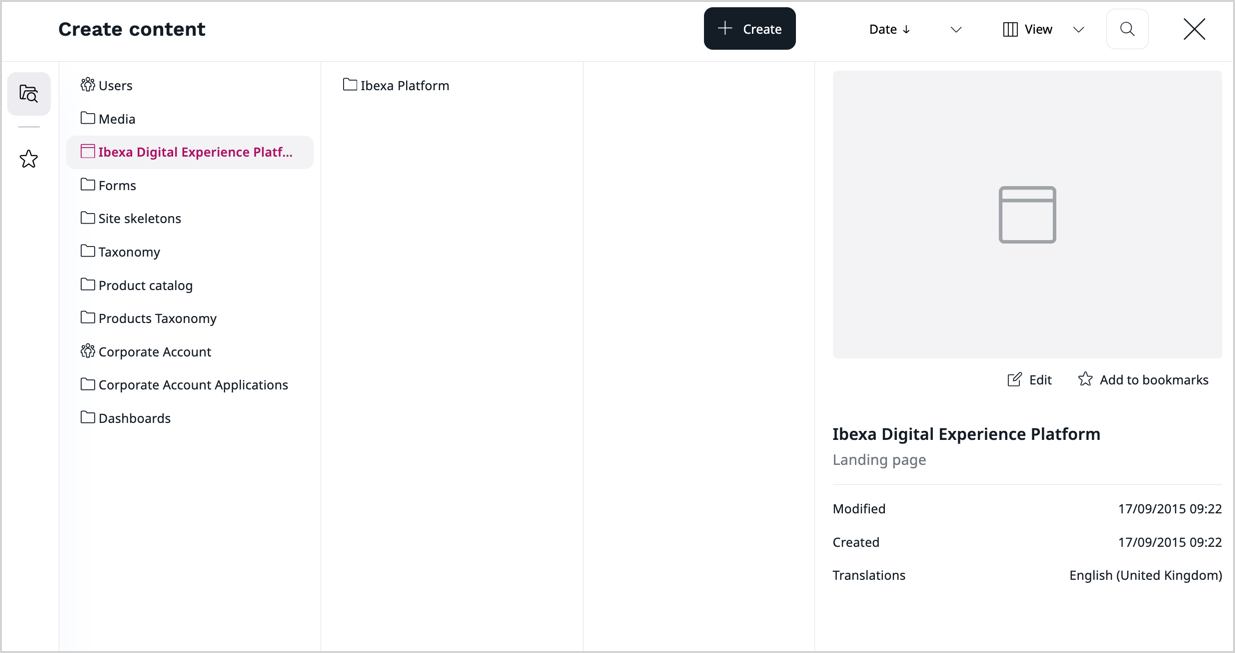 Create content
Create
Date ↓
View
Users
Media
Ibexa Digital Experience Platf...
Forms
Site skeletons
Taxonomy
Product catalog
Products Taxonomy
Corporate Account
Corporate Account Applications
Dashboards
Ibexa Platform
Edit
Add to bookmarks
Ibexa Digital Experience Platform
Landing page
Modified 17/09/2015 09:22
Created 17/09/2015 09:22
Translations English (United Kingdom)